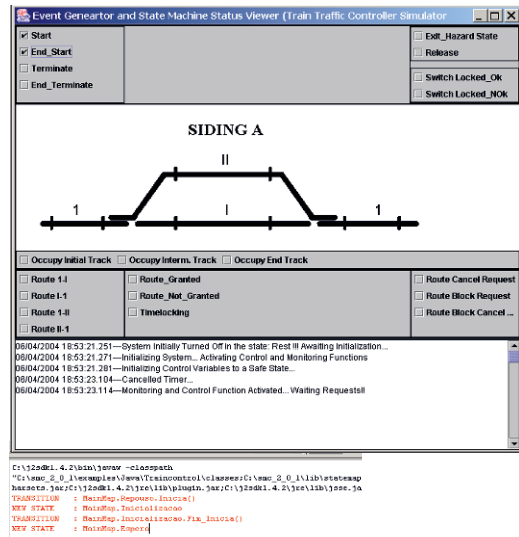 Event Geneartor and State Machine Status Viewer (Train Traffic Controller Simulator
Start
End_Start
Terminate
End_Terminate
Exit_Hazard State
Release
Switch Locked_Ok
Switch Locked_NOk
SIDING A
II
1 I 1
Occupy Initial Track Occupy Interm. Track Occupy End Track
Route 1-I
Route I-1
Route 1-II
Route II-1
Route_Granted
Route_Not_Granted
Timelocking
Route Cancel Request
Route Block Request
Route Block Cancel ...
06/04/2004 18:53:21.251—System Initially Turned Off in the state: Rest !!! Awaiting Initialization...
06/04/2004 18:53:21.271—Initializing System... Activating Control and Monitoring Functions
06/04/2004 18:53:21.281—Initializing Control Variables to a Safe State...
06/04/2004 18:53:23.104—Cancelled Timer...
06/04/2004 18:53:23.114—Monitoring and Control Function Activated... Waiting Requests!!
C:\j2sdk1.4.2\bin\javaw -classpath
"C:\smc_2_0_1\examples\Java\Traincontrol\classes;C:\smc_2_0_1\lib\statemap
harsets.jar;C:\j2sdk1.4.2\jre\lib\plugin.jar;C:\j2sdk1.4.2\jre\lib\jsse.ja
TRANSITION : MainMap.Repouso.Inicia()
NEW STATE : MainMap.Inicializacao
TRANSITION : MainMap.Inicializacao.Fim_Inicia()
NEW STATE : MainMap.Espera